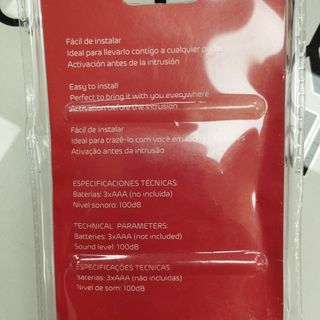 Fácil de instalar
Ideal para llevarlo contigo a cualquier parte
Activación antes de la intrusión
Easy to install
Perfect to bring it with you everywhere
Activation before the intrusion
Fácil de instalar
Ideal para trazê-lo com você em todo
Ativação antes da intrusão
ESPECIFICACIONES TÉCNICAS:
Baterías: 3xAAA (no incluida)
Nivel sonoro: 100dB
TECHNICAL PARAMETERS:
Batteries: 3xAAA (not included)
Sound level: 100dB
ESPECIFICAÇÕES TECNICAS:
Baterias: 3xAAA (não incluídas)
Nível de som: 100dB